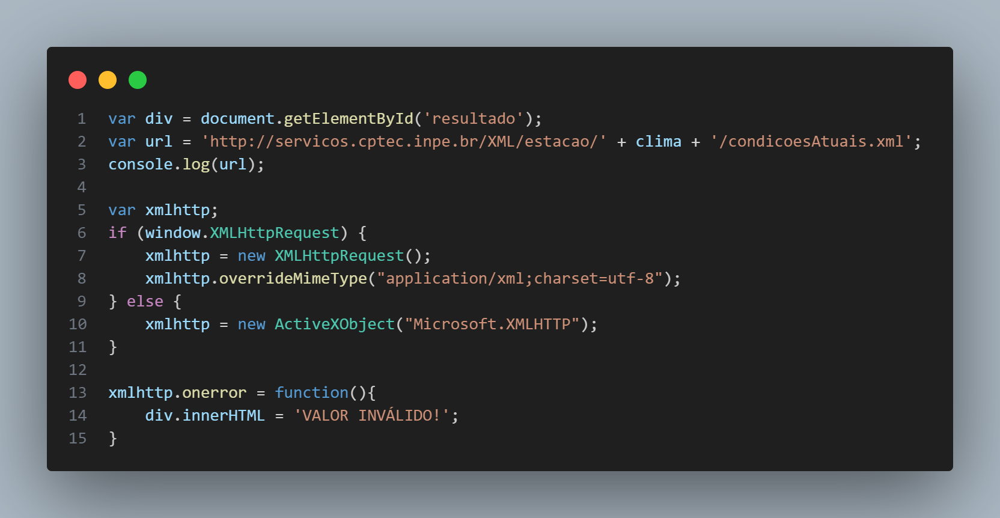 1 var div = document.getElementById('resultado');
2 var url = 'http://servicos.cptec.inpe.br/XML/estacao/' + clima + '/condicoesAtuais.xml';
3 console.log(url);
4
5 var xmlhttp;
6 if (window.XMLHttpRequest) {
7     xmlhttp = new XMLHttpRequest();
8     xmlhttp.overrideMimeType("application/xml;charset=utf-8");
9 } else {
10     xmlhttp = new ActiveXObject("Microsoft.XMLHTTP");
11 }
12
13 xmlhttp.onerror = function(){
14     div.innerHTML = 'VALOR INVÁLIDO!';
15 }